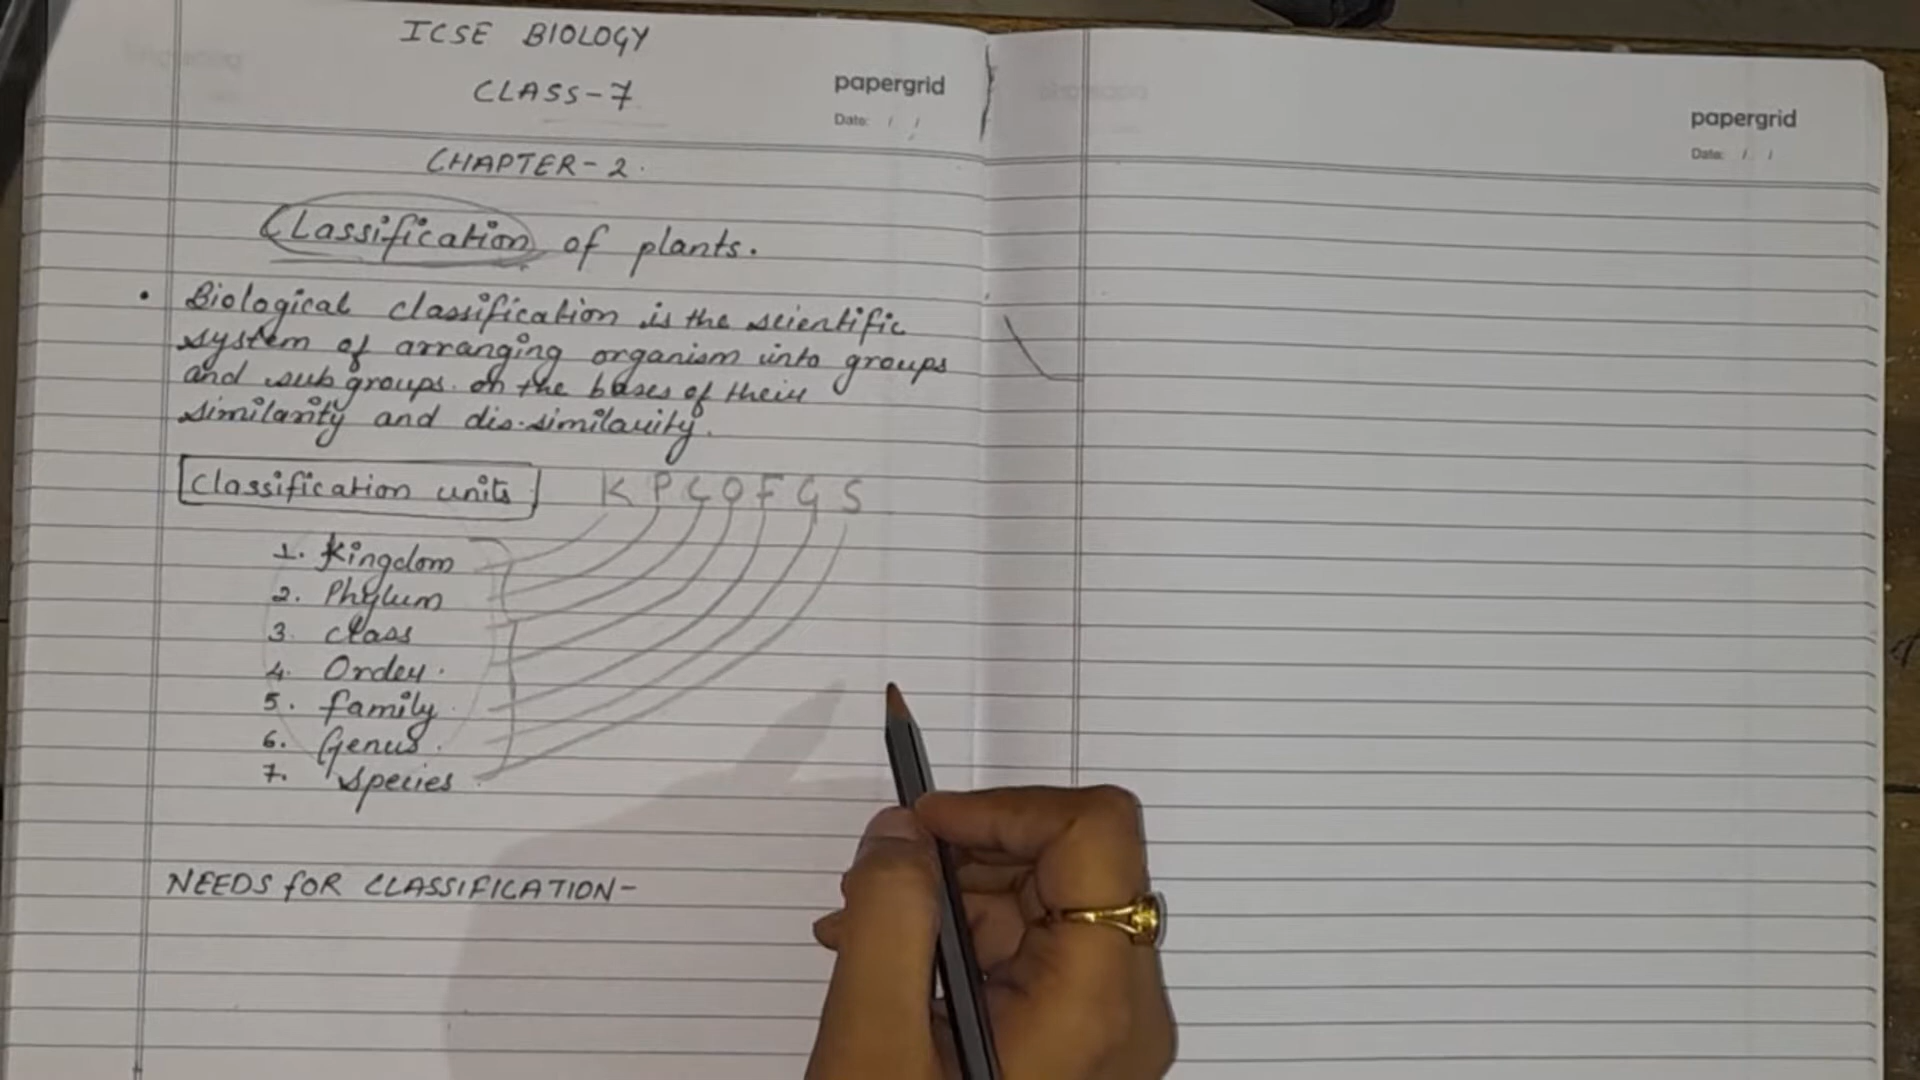 ICSE BIOLOGY
CLASS-7
papergrid
Date: / /
CHAPTER-2.
Classification of plants.
• Biological classification is the scientific
system of arranging organism into groups
and sub groups. on the bases of their
similarity and dis-similarity.
Classification units
K P C O F G S
1. Kingdom
2. Phylum
3. class
4. Order.
5. family.
6. Genus.
7. species.
NEEDS FOR CLASSIFICATION-
papergrid
Date: / /